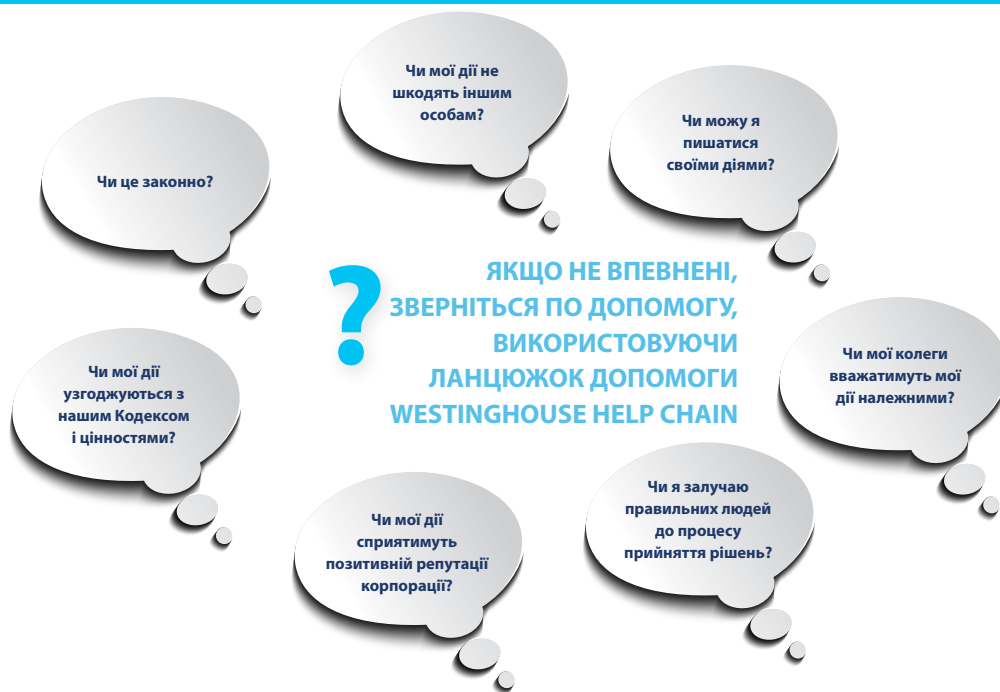 Чи мої дії не
шкодять іншим
особам?
Чи можу я
пишатися
своїми діями?
Чи це законно?
?
ЯКЩО НЕ ВПЕВНЕНІ,
ЗВЕРНІТЬСЯ ПО ДОПОМОГУ,
ВИКОРИСТОВУЮЧИ
ЛАНЦЮЖОК ДОПОМОГИ
WESTINGHOUSE HELP CHAIN
Чи мої колеги
вважатимуть мої
дії належними?
Чи мої дії
узгоджуються з
нашим Кодексом
і цінностями?
Чи я залучаю
правильних людей
до процесу
прийняття рішень?
Чи мої дії
сприятимуть
позитивній репутації
корпорації?